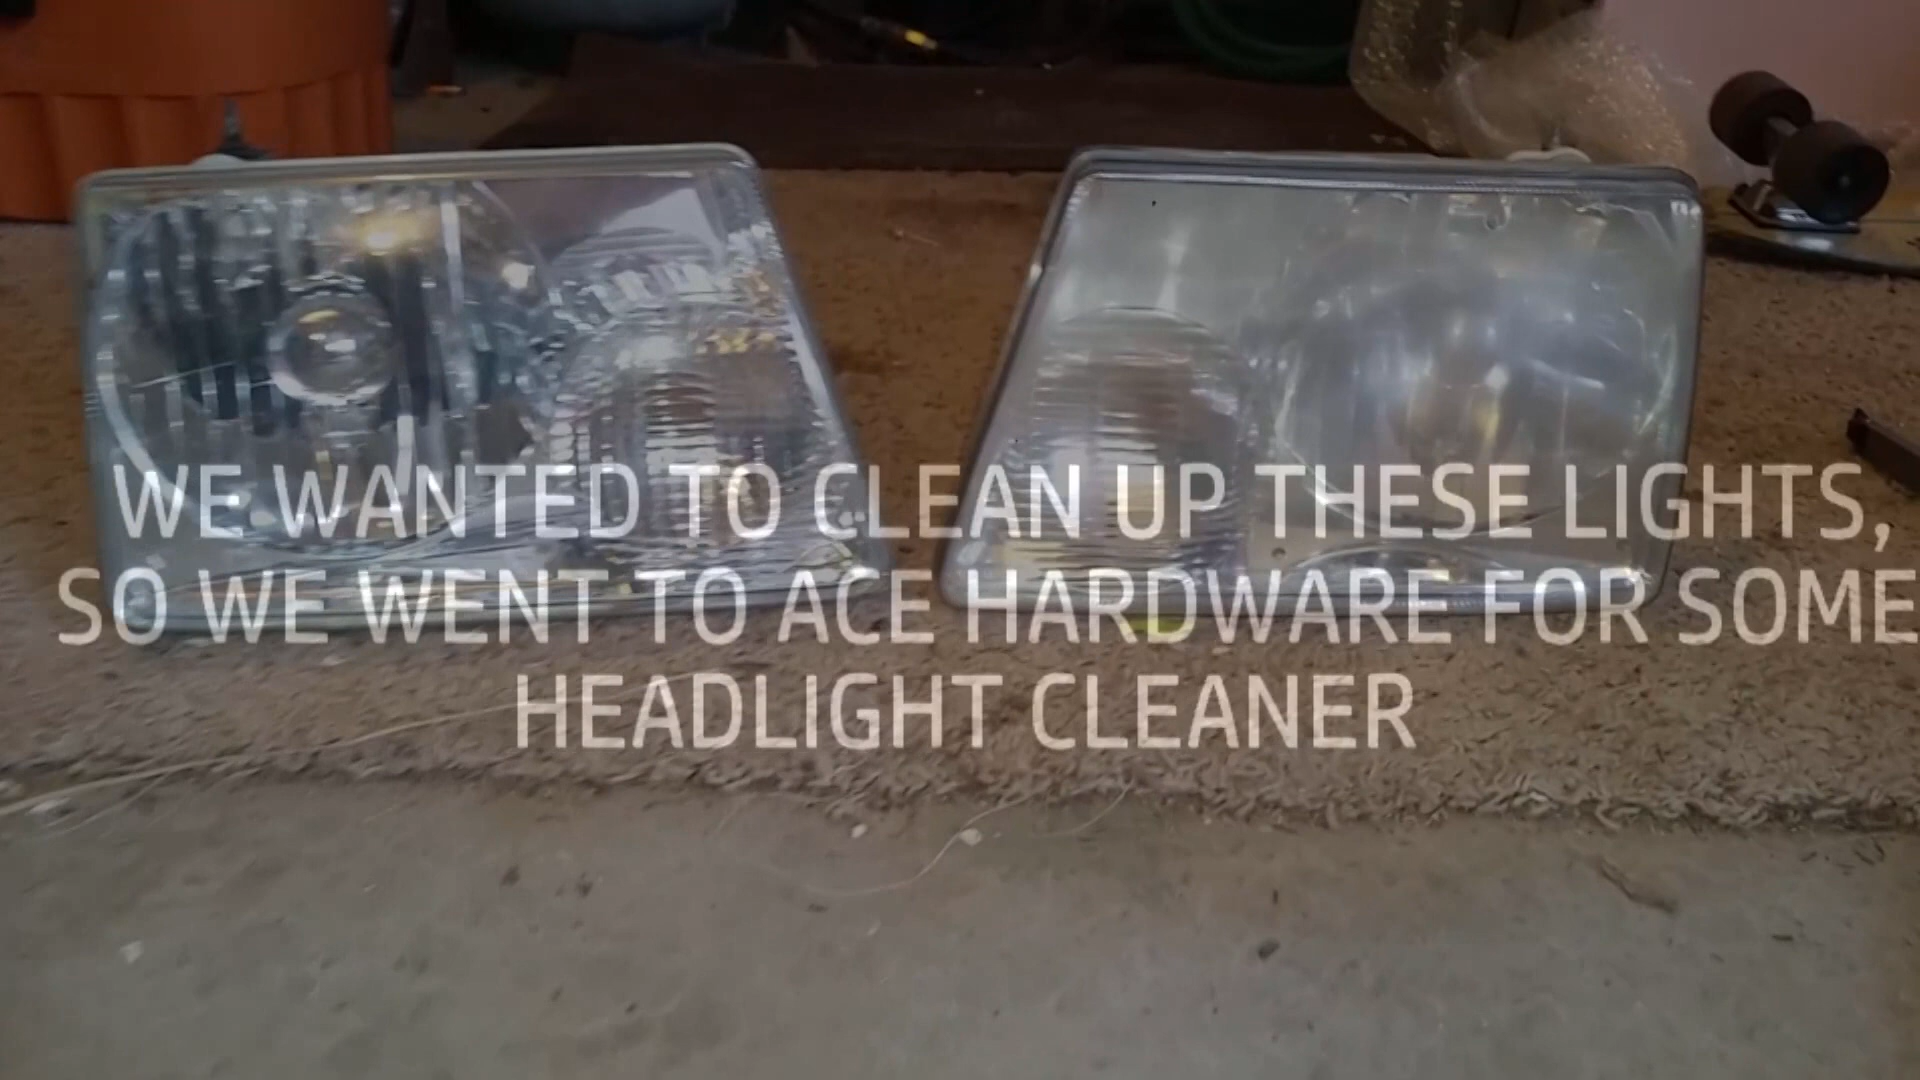 WE WANTED TO CLEAN UP THESE LIGHTS,
SO WE WENT TO ACE HARDWARE FOR SOME
HEADLIGHT CLEANER